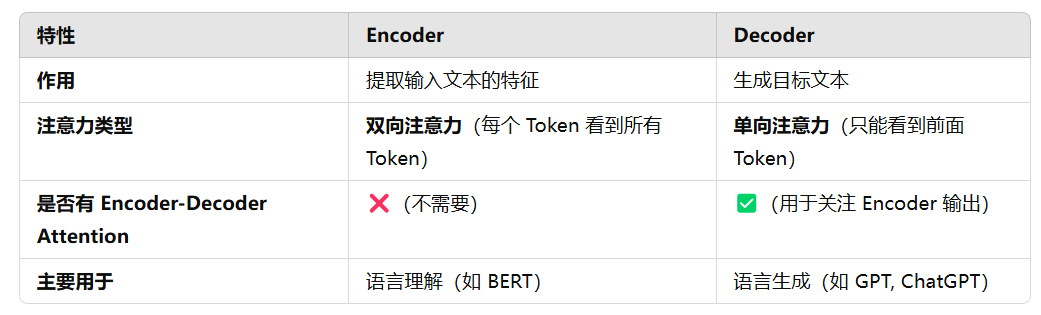 特性 Encoder Decoder
作用 提取输入文本的特征 生成目标文本
注意力类型 双向注意力（每个 Token 看到所有 单向注意力（只能看到前面
Token） Token）
是否有 Encoder-Decoder ❌（不需要） ✅（用于关注 Encoder 输出）
Attention
主要用于 语言理解（如 BERT） 语言生成（如 GPT, ChatGPT）